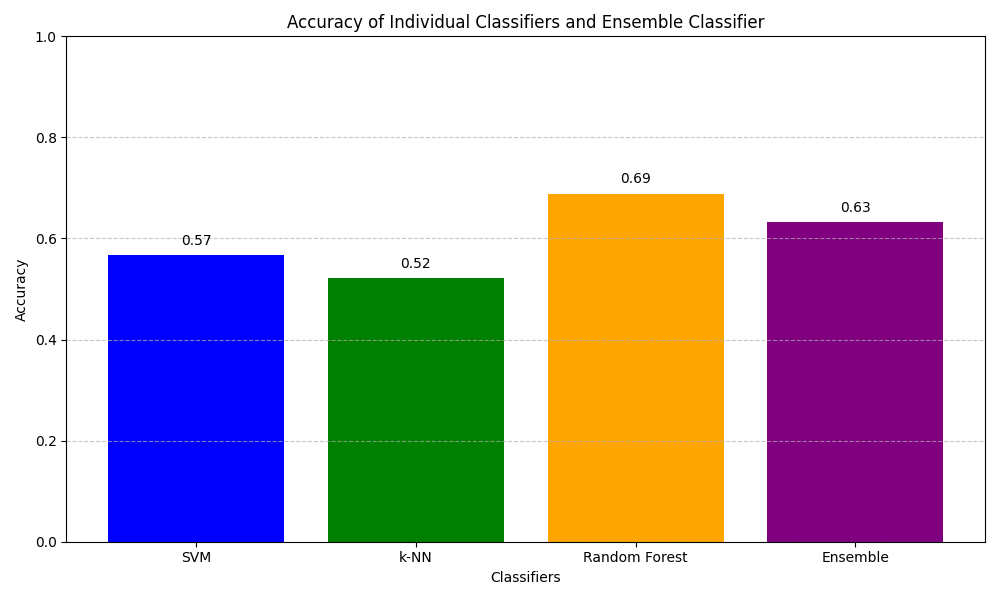 Accuracy of Individual Classifiers and Ensemble Classifier
1.0
0.8
0.6
0.4
0.2
0.0
Accuracy
0.57
0.52
0.69
0.63
SVM
k-NN
Random Forest
Ensemble
Classifiers